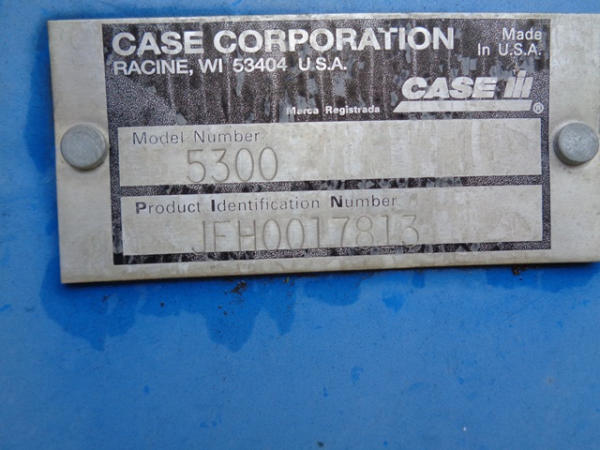 CASE CORPORATION
Made
In U.S.A.
RACINE, WI 53404 U.S.A.
Marca Registrada
CASE IH
®
Model Number
5300
Product Identification Number
JFH0017813